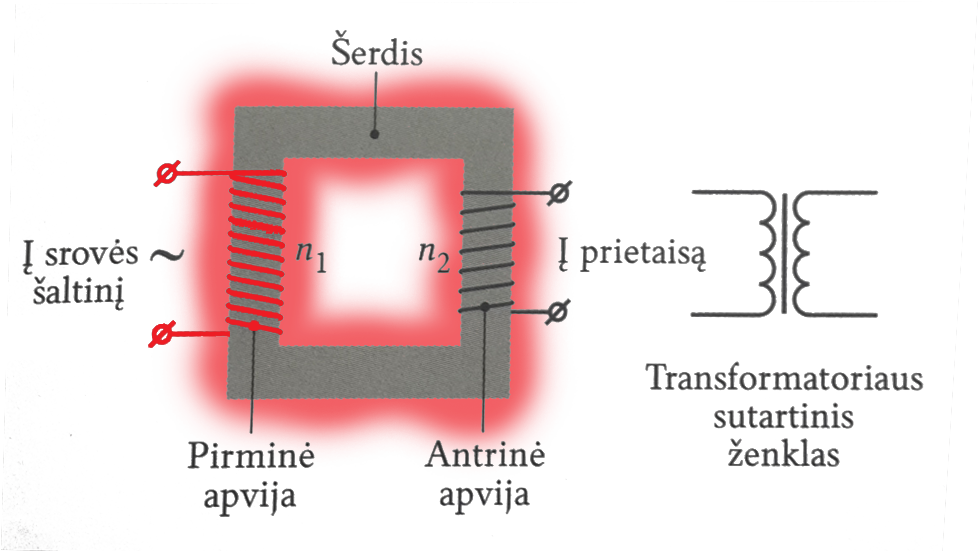 Šerdis
Į srovės ~
šaltinį
n₁
n₂
Į prietaisą
Pirminė
apvija
Antrinė
apvija
Transformatoriaus
sutartinis
ženklas